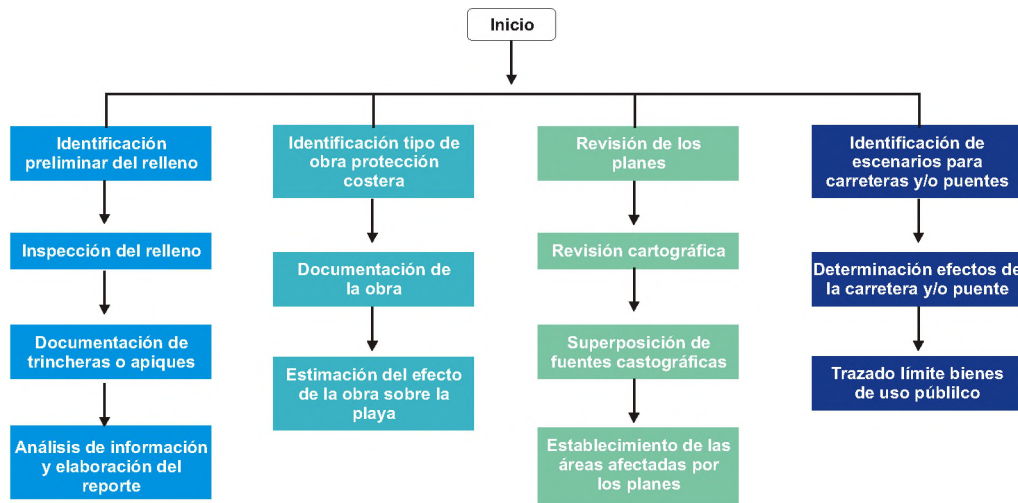 Inicio
Identificación
preliminar del relleno
Inspección del relleno
Documentación de
trincheras o apiques
Análisis de información
y elaboración del
reporte
Identificación tipo de
obra protección
costera
Documentación de
la obra
Estimación del efecto
de la obra sobre la
playa
Revisión de los
planes
Revisión cartográfica
Superposición de
fuentes castográficas
Establecimiento de las
áreas afectadas por
los planes
Identificación de
escenarios para
carreteras y/o puentes
Determinación efectos de
la carretera y/o puente
Trazado límite bienes
de uso públilco